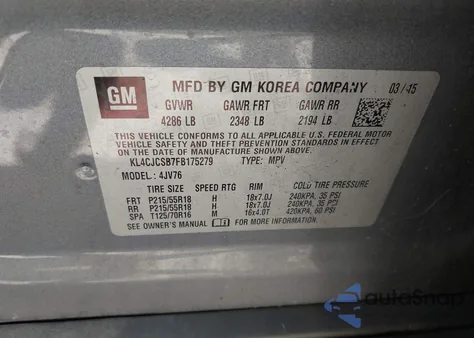 GM
MFD BY GM KOREA COMPANY 03/15
GVWR GAWR FRT GAWR RR
4286 LB 2348 LB 2194 LB
THIS VEHICLE CONFORMS TO ALL APPLICABLE U.S. FEDERAL MOTOR
VEHICLE SAFETY AND THEFT PREVENTION STANDARDS IN EFFECT
ON THE DATE OF MANUFACTURE SHOWN ABOVE.
KL4CJCSB7FB175279 TYPE: MPV
MODEL: 4JV76
TIRE SIZE SPEED RTG RIM COLD TIRE PRESSURE
FRT P215/55R18 H 18x7.0J 240KPA, 35 PSI
RR P215/55R18 H 18x7.0J 240KPA, 35 PSI
SPA T125/70R16 M 16x4.0T 420KPA, 60 PSI
SEE OWNER'S MANUAL FOR MORE INFORMATION.
autaSnap